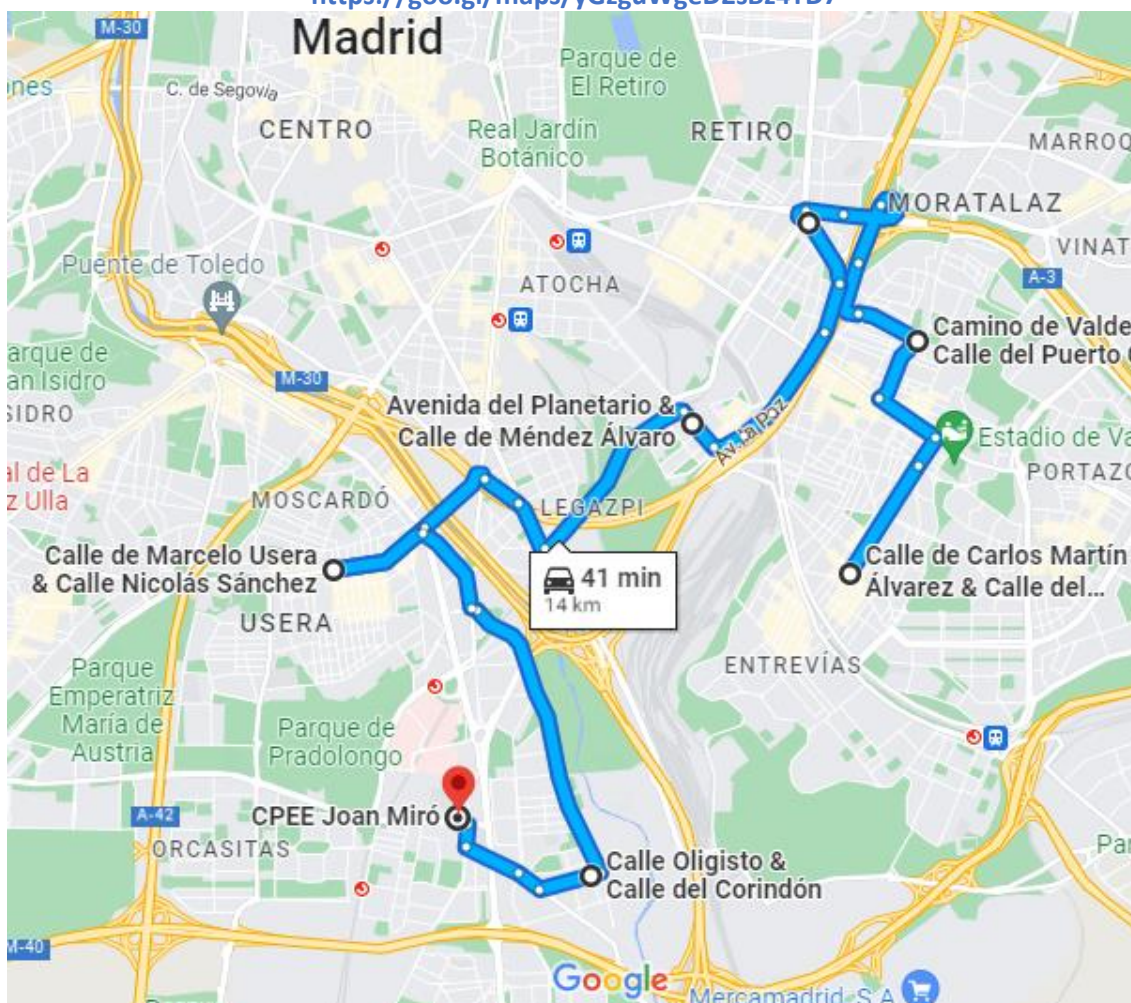 M-30
Madrid
Parque de
El Retiro
C. de Segovia
CENTRO
Real Jardín
Botánico
RETIRO
MORATALAZ
Puente de Toledo
ATOCHA
A-3
M-30
Camino de Valde
Calle del Puerto
Avenida del Planetario &
Calle de Méndez Álvaro
Av. la Paz
Estadio de Va
MOSCARDÓ
LEGAZPI
Calle de Marcelo Usera
& Calle Nicolás Sánchez
41 min
14 km
Calle de Carlos Martín
Álvarez & Calle del...
USERA
ENTREVÍAS
Parque
Emperatriz
María de
Austria
Parque de
Pradolongo
A-42
CPEE Joan Miró
ORCASITAS
Calle Oligisto &
Calle del Corindón
M-40
Google
Mercamadrid, S.A